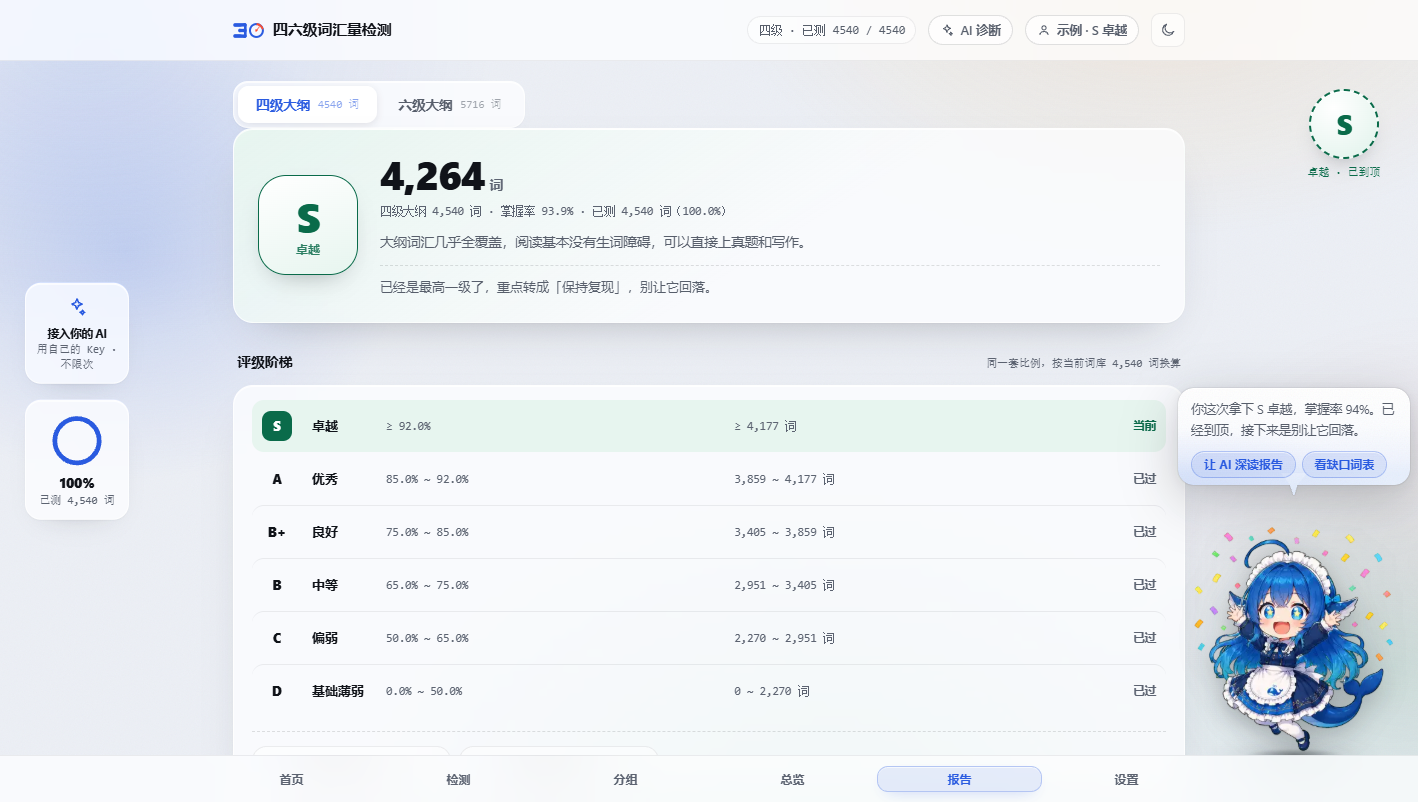 30 四六级词汇量检测
四级 · 已测 4540 / 4540
AI 诊断
示例 · S 卓越
四级大纲 4540 词
六级大纲 5716 词
S
卓越 · 已到顶
S
卓越
4,264 词
四级大纲 4,540 词 · 掌握率 93.9% · 已测 4,540 词 (100.0%)
大纲词汇几乎全覆盖，阅读基本没有生词障碍，可以直接上真题和写作。
已经是最高一级了，重点转成「保持复现」，别让它回落。
接入你的 AI
用自己的 Key ·
不限次
100%
已测 4,540 词
评级阶梯
同一套比例，按当前词库 4,540 词换算
S 卓越 ≥ 92.0% ≥ 4,177 词 当前
A 优秀 85.0% ~ 92.0% 3,859 ~ 4,177 词 已过
B+ 良好 75.0% ~ 85.0% 3,405 ~ 3,859 词 已过
B 中等 65.0% ~ 75.0% 2,951 ~ 3,405 词 已过
C 偏弱 50.0% ~ 65.0% 2,270 ~ 2,951 词 已过
D 基础薄弱 0.0% ~ 50.0% 0 ~ 2,270 词 已过
你这次拿下 S 卓越，掌握率 94%。已
经到顶，接下来是别让它回落。
让 AI 深读报告
看缺口词表
首页
检测
分组
总览
报告
设置